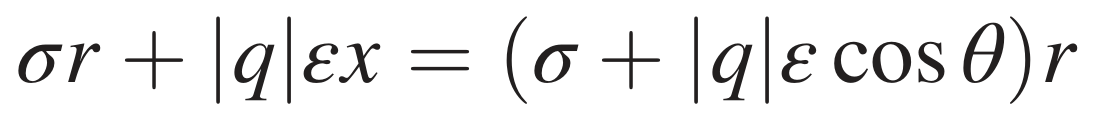 σr + |q|εx = (σ + |q|ε cos θ)r